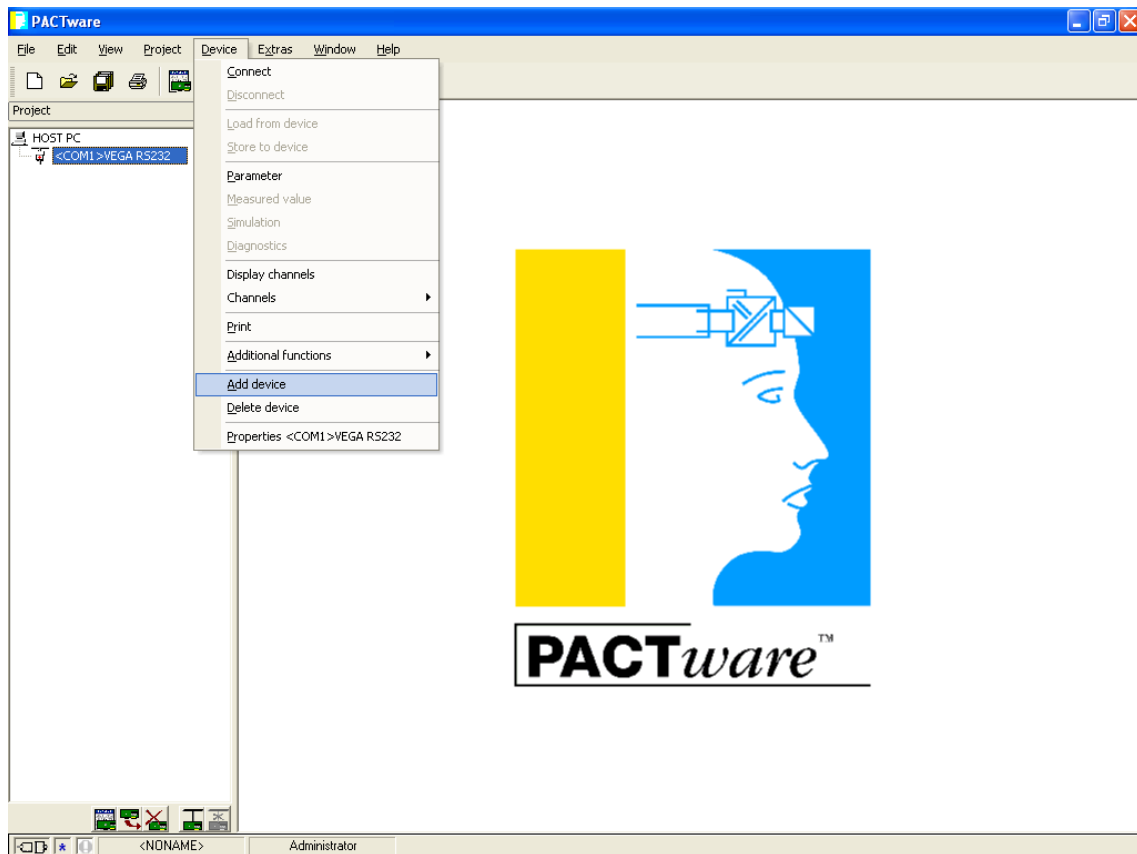 PACTware
File Edit View Project Device Extras Window Help
Project
HOST PC
<COM1>VEGA RS232
Connect
Disconnect
Load from device
Store to device
Parameter
Measured value
Simulation
Diagnostics
Display channels
Channels
Print
Additional functions
Add device
Delete device
Properties <COM1>VEGA RS232
PACTware™
<NONAME> Administrator